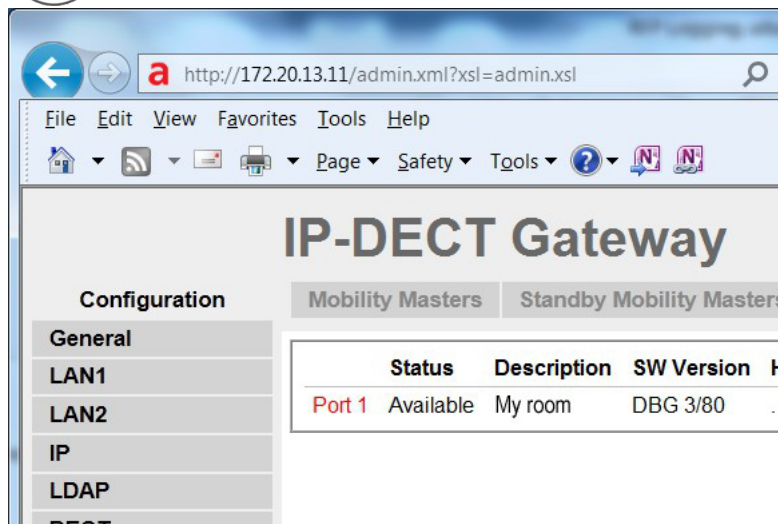 a http://172.20.13.11/admin.xml?xsl=admin.xsl
File Edit View Favorites Tools Help
Page Safety Tools
IP-DECT Gateway
Configuration Mobility Masters Standby Mobility Masters
General
LAN1 Status Description SW Version
Port 1 Available My room DBG 3/80
LAN2
IP
LDAP
DECT